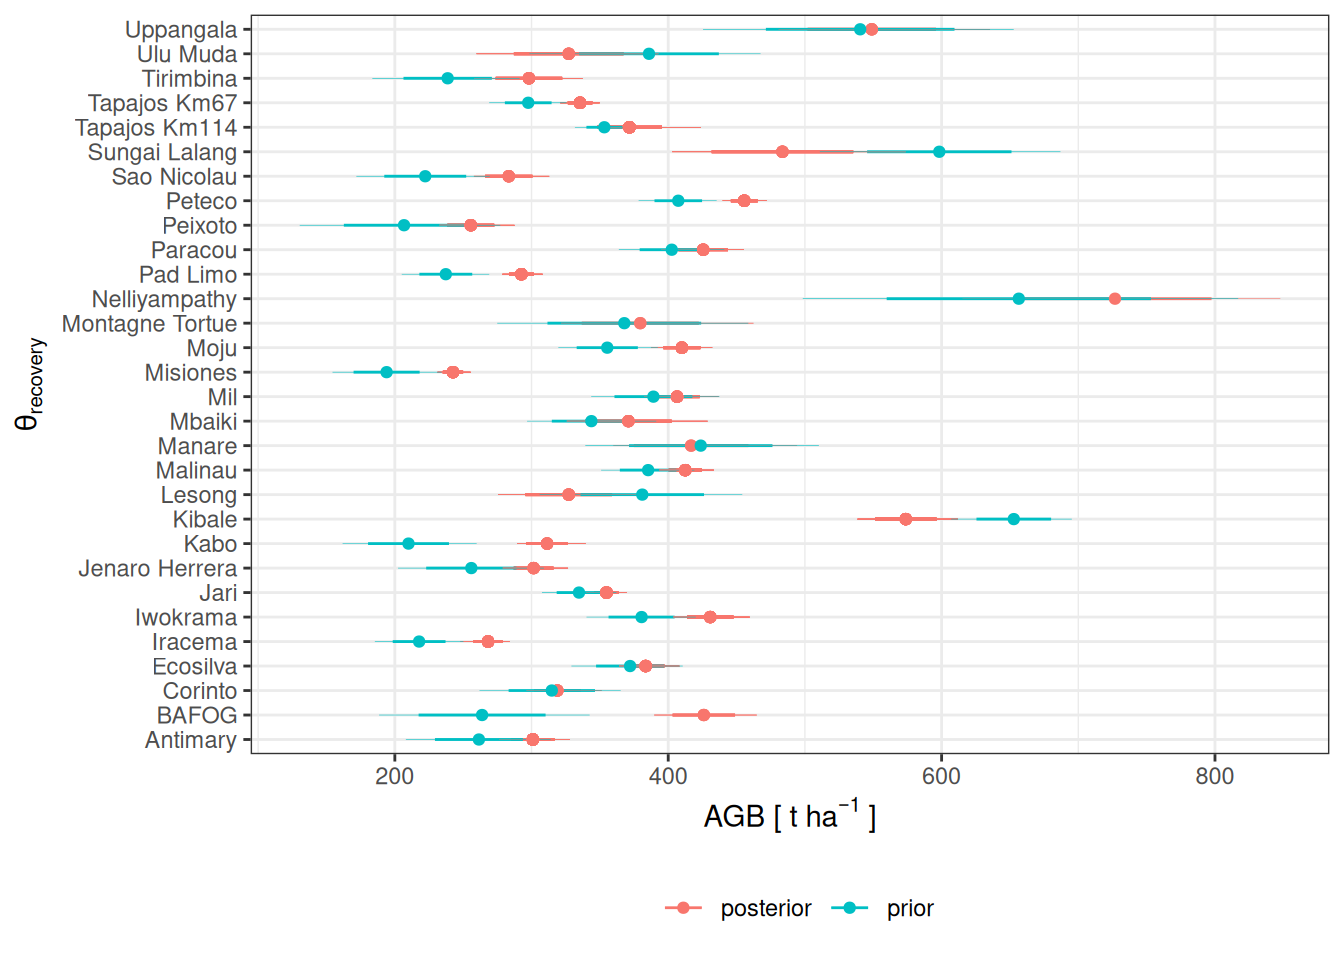 Uppangala
Ulu Muda
Tirimbina
Tapajos Km67
Tapajos Km114
Sungai Lalang
Sao Nicolau
Peteco
Peixoto
Paracou
Pad Limo
Nelliyampathy
Montagne Tortue
Moju
Misiones
Mil
Mbaiki
Manare
Malinau
Lesong
Kibale
Kabo
Jenaro Herrera
Jari
Iwokrama
Iracema
Ecosilva
Corinto
BAFOG
Antimary
θrecovery
200 400 600 800
AGB [ t ha⁻¹ ]
posterior prior